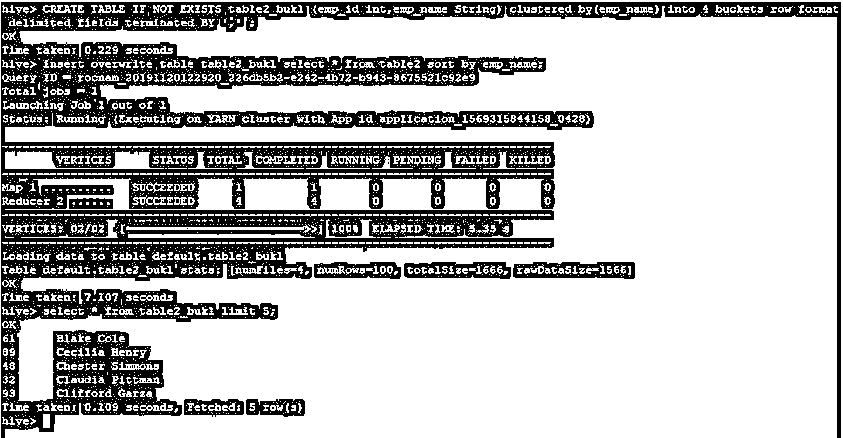 hive> CREATE TABLE IF NOT EXISTS table2_buk1 (emp_id int,emp_name String) clustered by(emp_name) into 4 buckets row format
delimited fields terminated BY ',' ;
OK
Time taken: 0.229 seconds
hive> insert overwrite table table2_buk1 select * from table2 sort by emp_name;
Query ID = rocnam_20191120122920_226db5b2-e242-4b72-b943-8675521c92e9
Total jobs = 1
Launching Job 1 out of 1
Status: Running (Executing on YARN cluster with App id application_1569315844158_0428)
VERTICES STATUS TOTAL COMPLETED RUNNING PENDING FAILED KILLED
Map 1 .......... SUCCEEDED 1 1 0 0 0 0
Reducer 2 ...... SUCCEEDED 4 4 0 0 0 0
VERTICES: 02/02 [==========================>>] 100% ELAPSED TIME: 5.35 s
Loading data to table default.table2_buk1
Table default.table2_buk1 stats: [numFiles=4, numRows=100, totalSize=1666, rawDataSize=1566]
OK
Time taken: 7.107 seconds
hive> select * from table2_buk1 limit 5;
OK
61 Blake Cole
89 Cecilia Henry
48 Chester Simmons
32 Claudia Pittman
93 Clifford Garza
Time taken: 0.109 seconds, Fetched: 5 row(s)
hive>